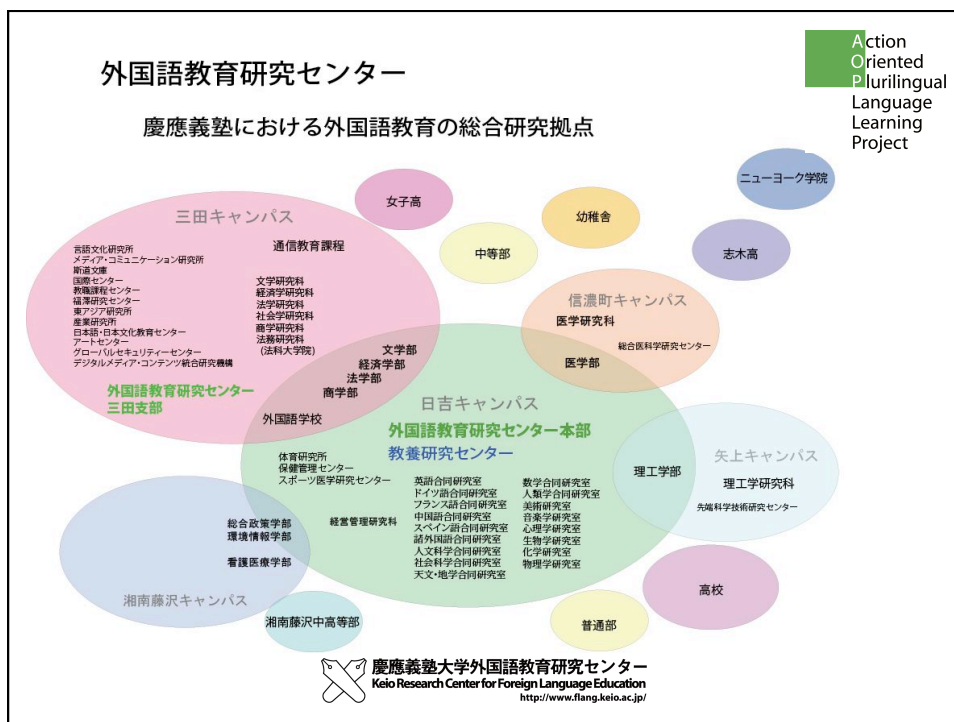 外国語教育研究センター
慶應義塾における外国語教育の総合研究拠点
Action
Oriented
Plurilingual
Language
Learning
Project
ニューヨーク学院
女子高
幼稚舎
中等部
志木高
三田キャンパス
通信教育課程
言語文化研究所
メディア・コミュニケーション研究所
斯道文庫
国際センター
教職課程センター
福澤研究センター
東アジア研究所
産業研究所
日本語・日本文化教育センター
アートセンター
グローバルセキュリティーセンター
デジタルメディア・コンテンツ統合研究機構
文学研究科
経済学研究科
法学研究科
社会学研究科
商学研究科
法務研究科
(法科大学院)
外国語教育研究センター
三田支部
文学部
経済学部
法学部
商学部
外国語学校
信濃町キャンパス
医学研究科
総合医科学研究センター
医学部
日吉キャンパス
外国語教育研究センター本部
教養研究センター
体育研究所
保健管理センター
スポーツ医学研究センター
経営管理研究科
英語合同研究室
ドイツ語合同研究室
フランス語合同研究室
中国語合同研究室
スペイン語合同研究室
諸外国語合同研究室
人文科学合同研究室
社会科学合同研究室
天文・地学合同研究室
数学合同研究室
人類学合同研究室
美術研究室
音楽学研究室
心理学研究室
生物学研究室
化学研究室
物理学研究室
理工学部
矢上キャンパス
理工学研究科
先端科学技術研究センター
総合政策学部
環境情報学部
看護医療学部
湘南藤沢キャンパス
湘南藤沢中高等部
高校
普通部
慶應義塾大学外国語教育研究センター
Keio Research Center for Foreign Language Education
http://www.flang.keio.ac.jp/